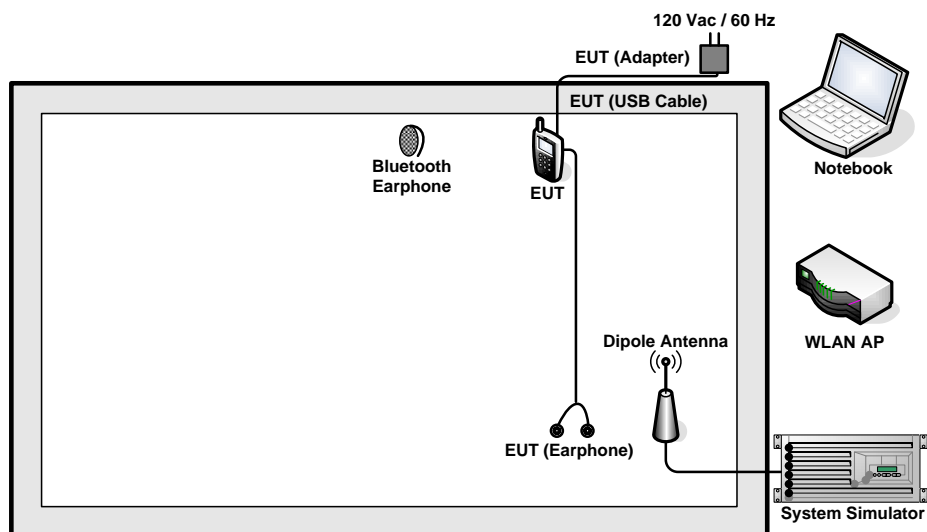 120 Vac / 60 Hz
EUT (Adapter)
EUT (USB Cable)
Bluetooth
Earphone
EUT
Notebook
WLAN AP
Dipole Antenna
EUT (Earphone)
System Simulator